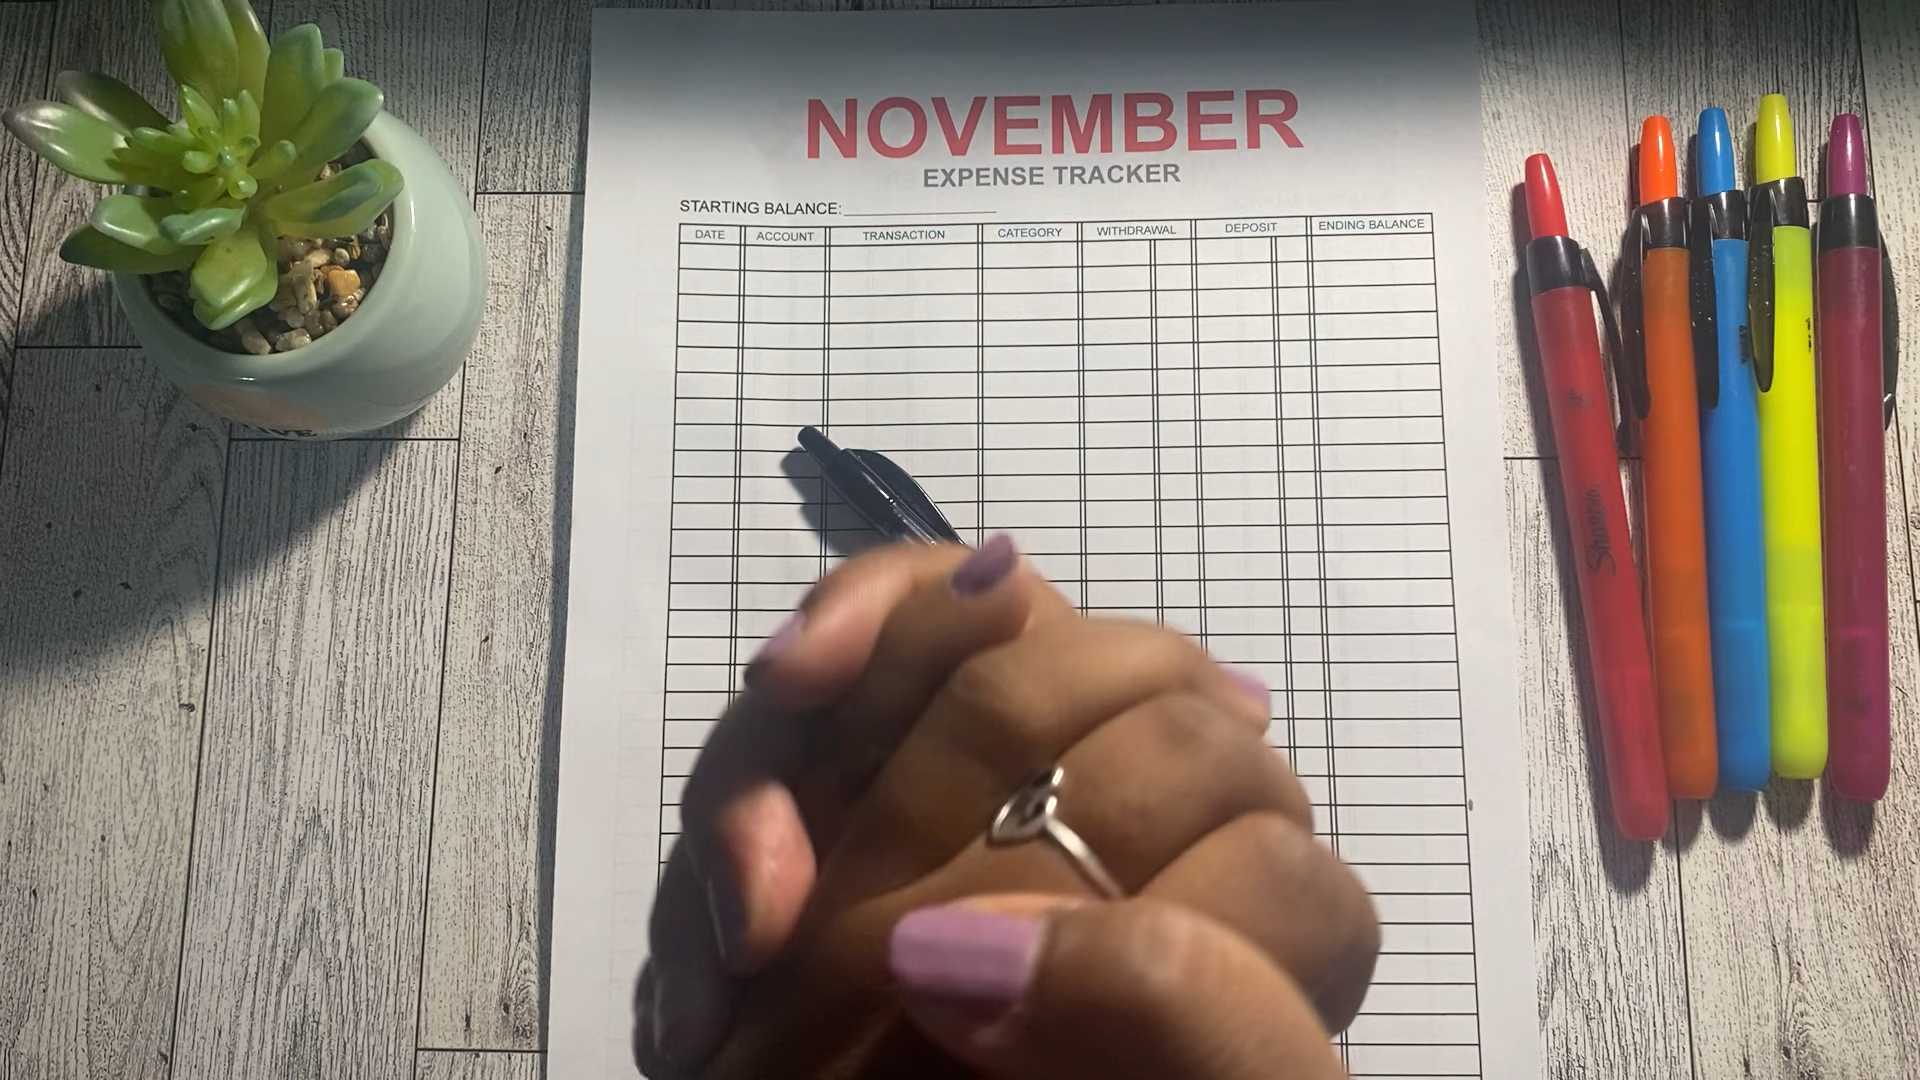 NOVEMBER
EXPENSE TRACKER
STARTING BALANCE:
DATE ACCOUNT TRANSACTION CATEGORY WITHDRAWAL DEPOSIT ENDING BALANCE
Sharpie